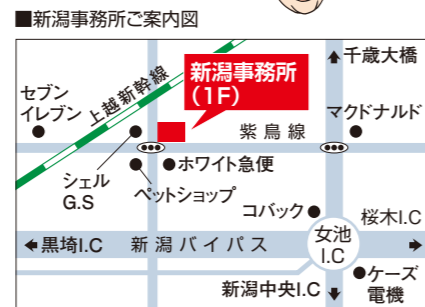 ■新潟事務所ご案内図
千歳大橋
新潟事務所
（1F）
上越新幹線
セブン
イレブン
マクドナルド
紫鳥線
シェル
G.S
ホワイト急便
ペットショップ
コバック
桜木I.C
黒埼I.C
新潟バイパス
女池
I.C
ケーズ
電機
新潟中央I.C